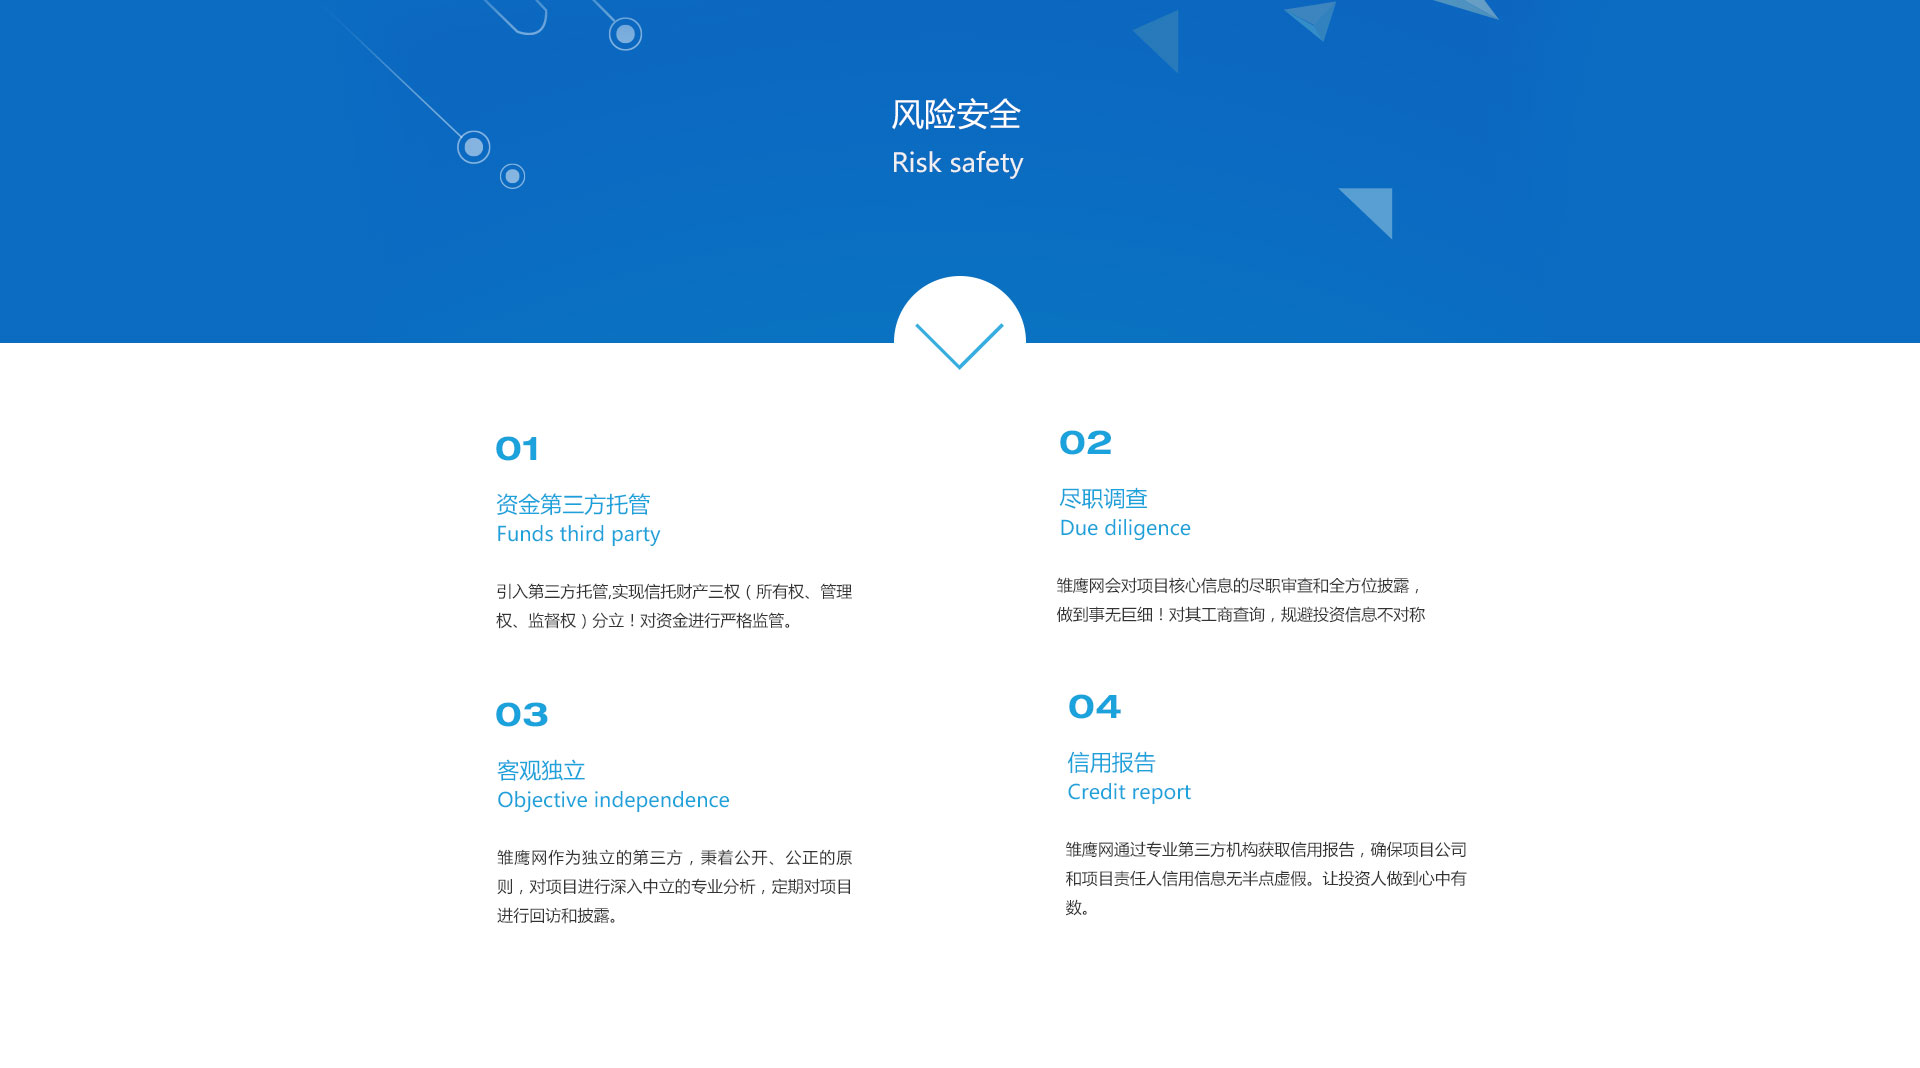 风险安全
Risk safety
01
资金第三方托管
Funds third party
引入第三方托管,实现信托财产三权（所有权、管理
权、监督权）分立！对资金进行严格监管。
02
尽职调查
Due diligence
雏鹰网会对项目核心信息的尽职审查和全方位披露，
做到事无巨细！对其工商查询，规避投资信息不对称
03
客观独立
Objective independence
雏鹰网作为独立的第三方，秉着公开、公正的原
则，对项目进行深入中立的专业分析，定期对项目
进行回访和披露。
04
信用报告
Credit report
雏鹰网通过专业第三方机构获取信用报告，确保项目公司
和项目责任人信用信息无半点虚假。让投资人做到心中有
数。